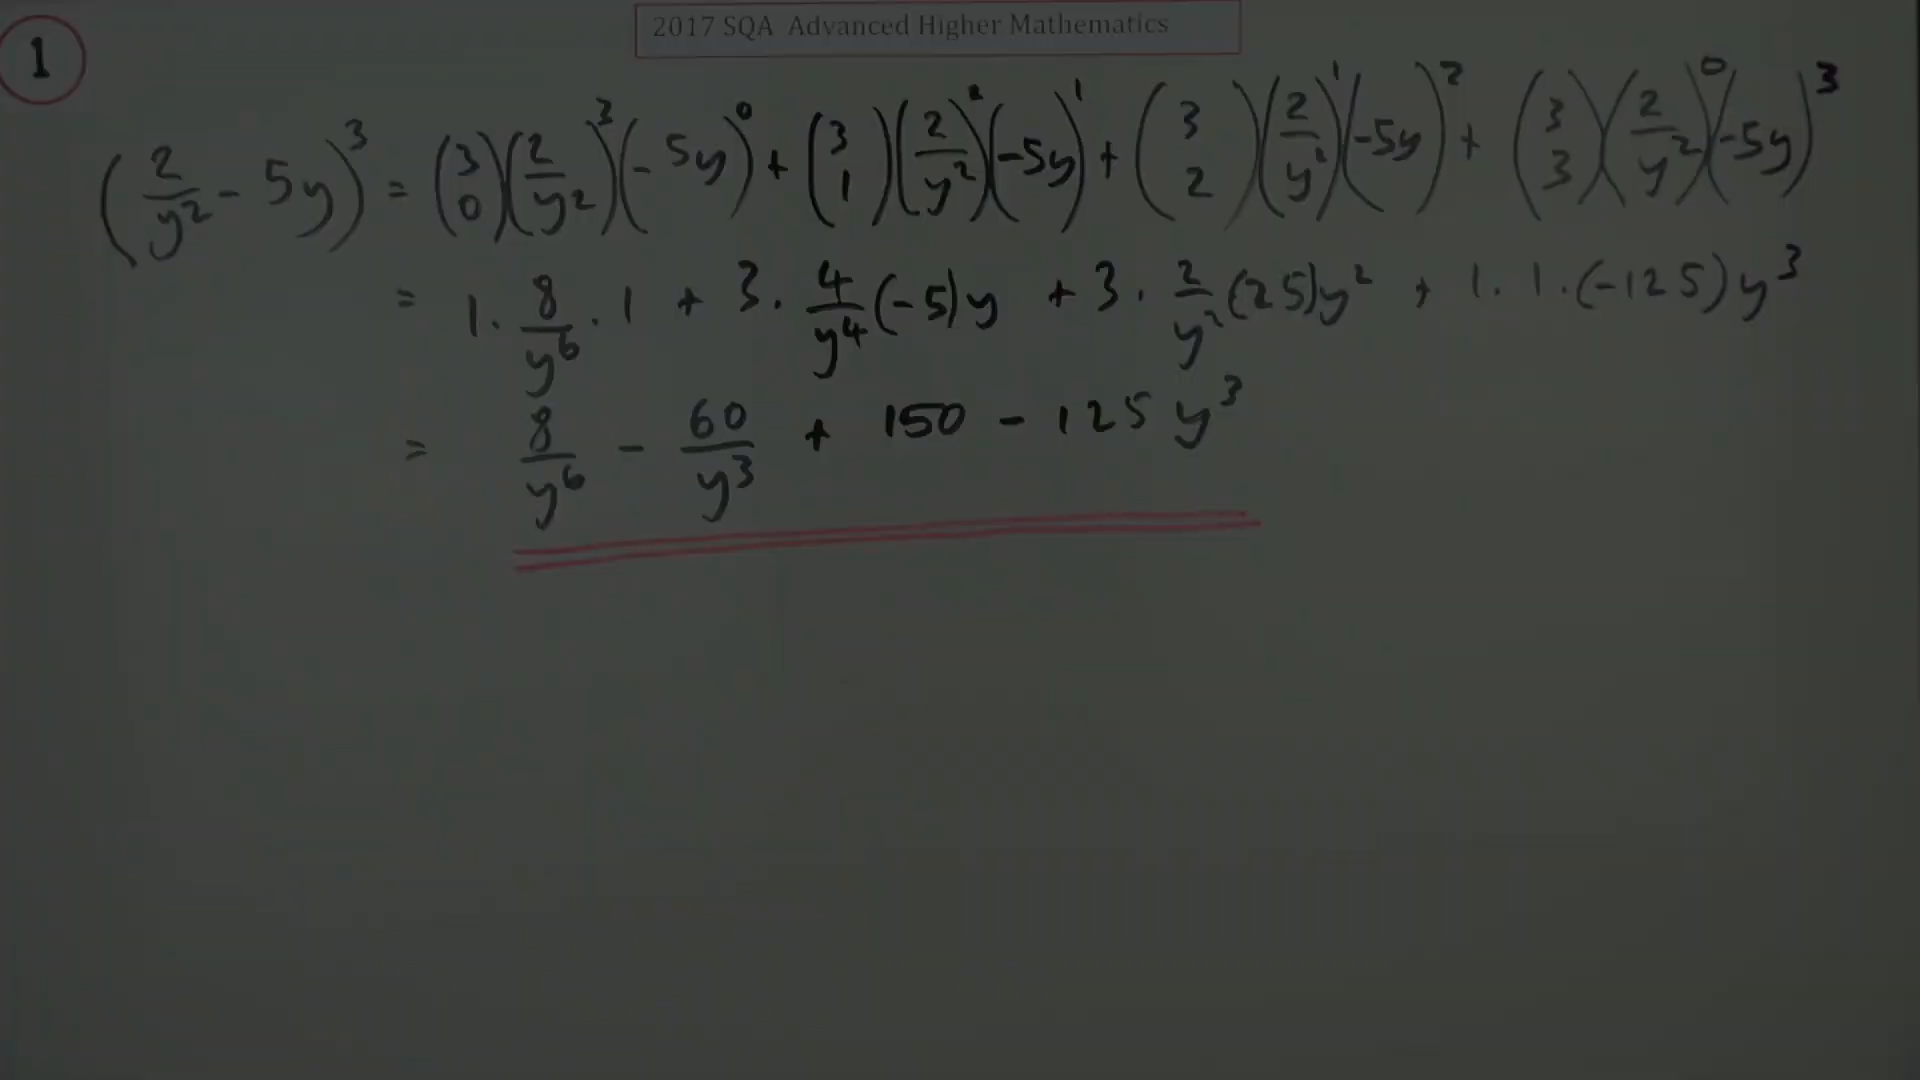 2017 SQA Advanced Higher Mathematics
1
(2/y² - 5y)³ = (3 0)(2/y²)³(-5y)⁰ + (3 1)(2/y²)²(-5y)¹ + (3 2)(2/y²)¹(-5y)² + (3 3)(2/y²)⁰(-5y)³
= 1 . 8/y⁶ . 1 + 3 . 4/y⁴ (-5)y + 3 . 2/y² (25)y² + 1 . 1 . (-125)y³
= 8/y⁶ - 60/y³ + 150 - 125 y³